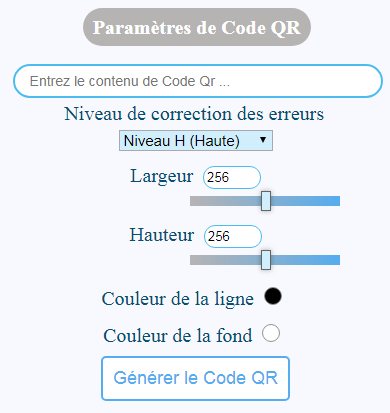 Paramètres de Code QR
Entrez le contenu de Code Qr ...
Niveau de correction des erreurs
Niveau H (Haute)
Largeur 256
Hauteur 256
Couleur de la ligne
Couleur de la fond
Générer le Code QR